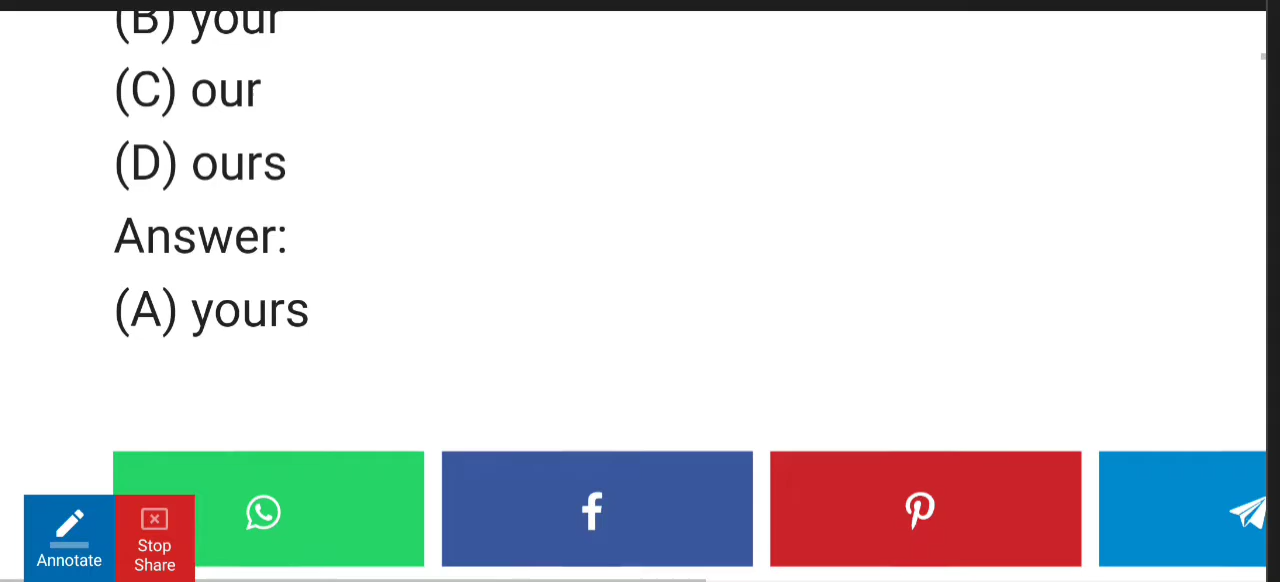 (B) your
(C) our
(D) ours
Answer:
(A) yours
Annotate
Stop
Share